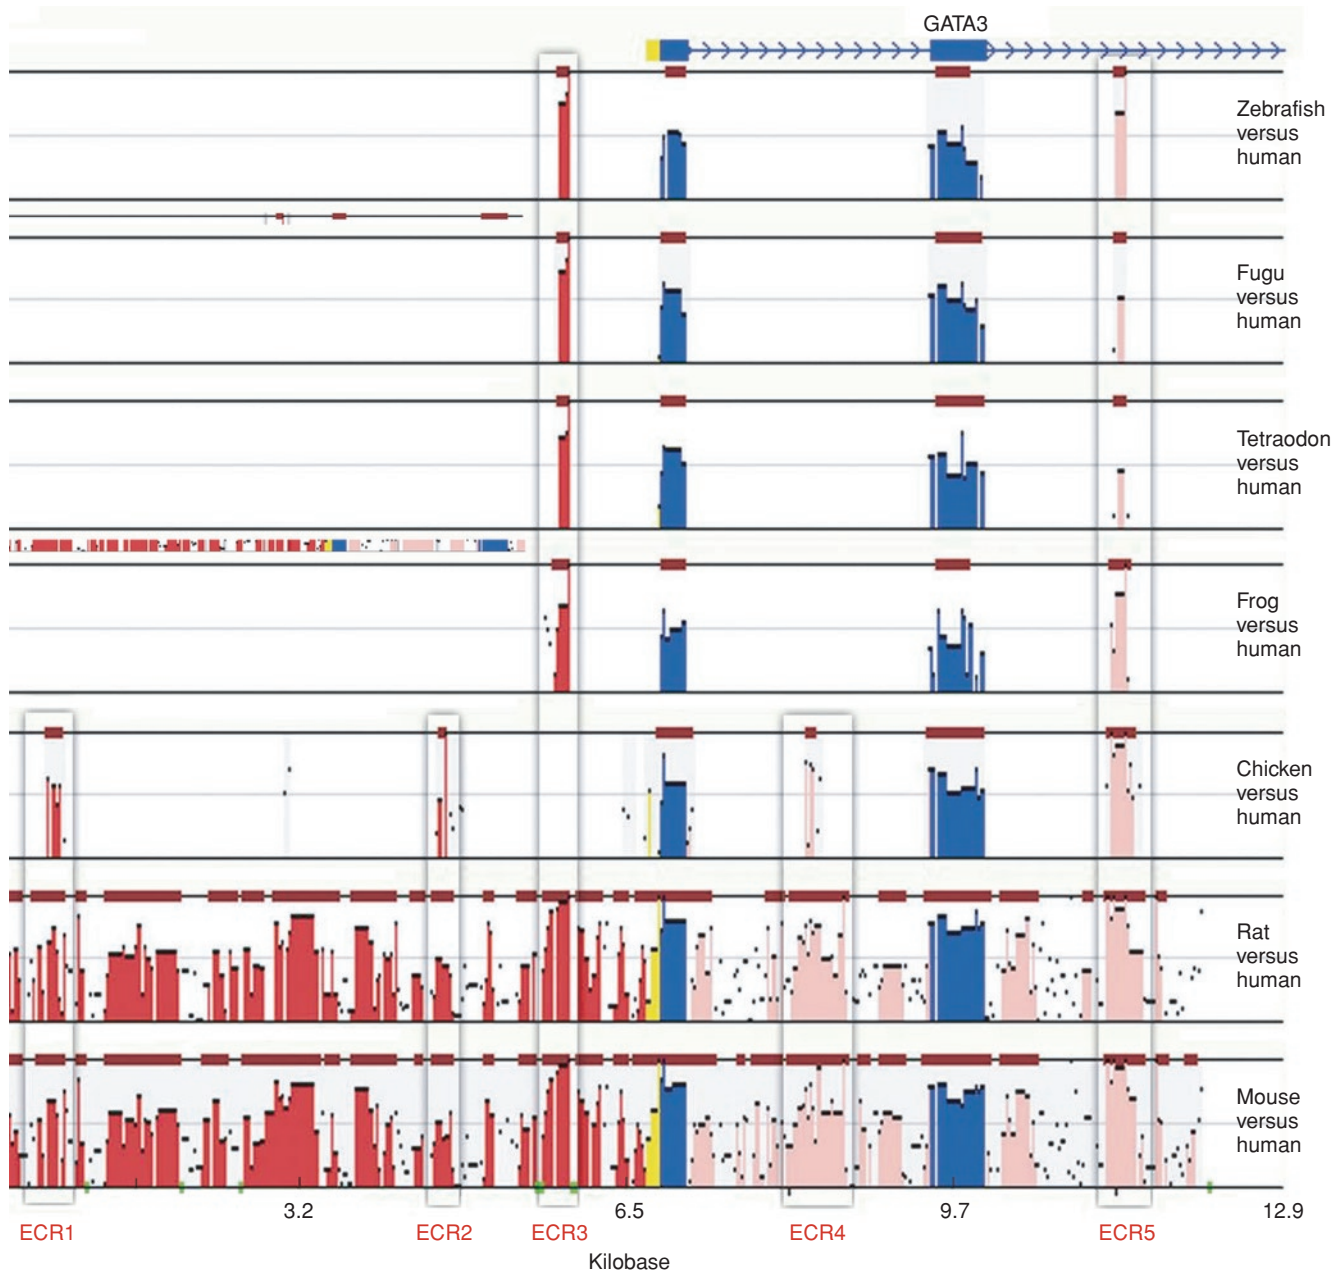 GATA3
Zebrafish
versus
human
Fugu
versus
human
Tetraodon
versus
human
Frog
versus
human
Chicken
versus
human
Rat
versus
human
Mouse
versus
human
3.2
6.5
9.7
12.9
ECR1
ECR2
ECR3
ECR4
ECR5
Kilobase